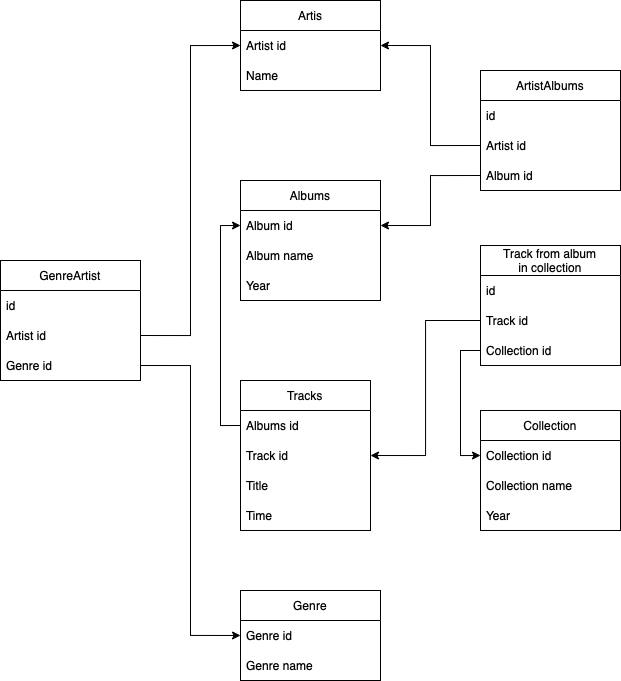 Artis
Artist id
Name
ArtistAlbums
id
Artist id
Album id
Albums
Album id
Album name
Year
Track from album
in collection
id
Track id
Collection id
GenreArtist
id
Artist id
Genre id
Tracks
Albums id
Track id
Title
Time
Collection
Collection id
Collection name
Year
Genre
Genre id
Genre name